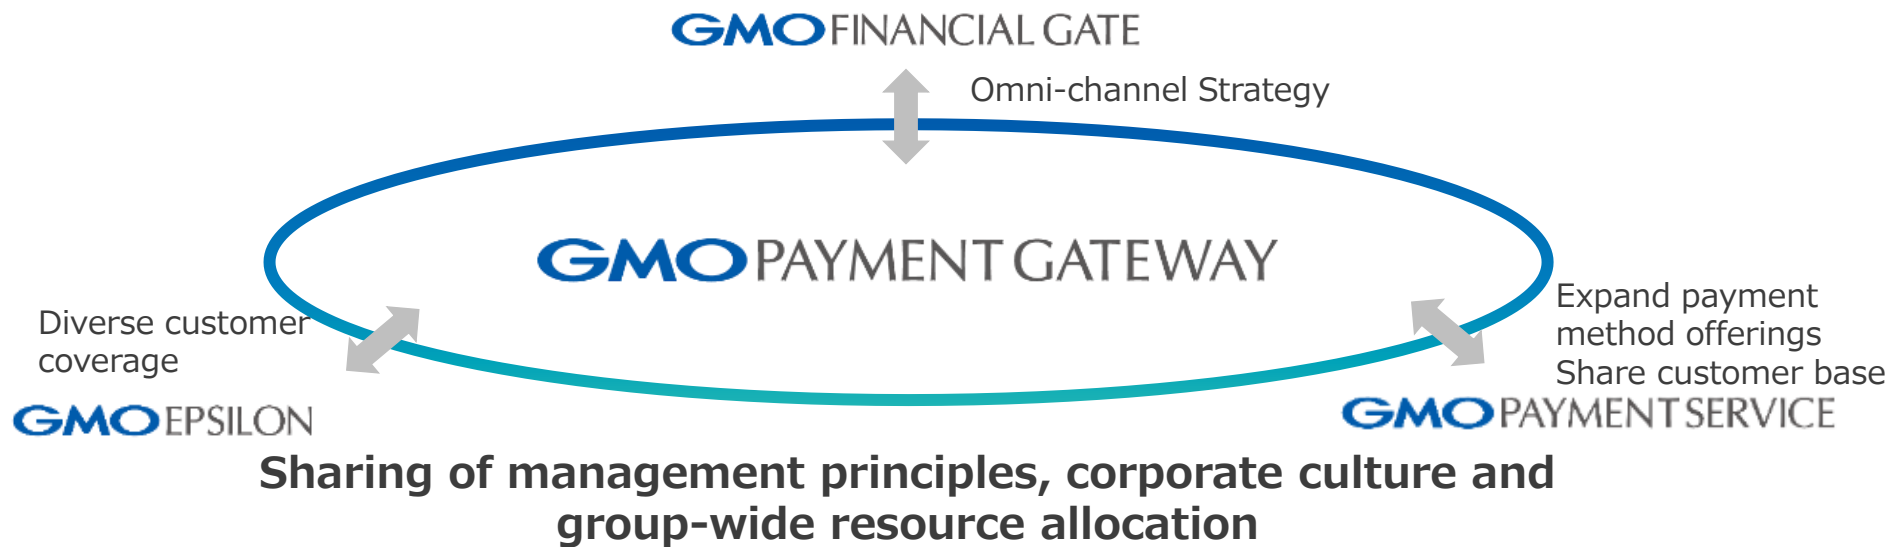 GMO FINANCIAL GATE
Omni-channel Strategy
GMO PAYMENT GATEWAY
Diverse customer
coverage
GMO EPSILON
Expand payment
method offerings
Share customer base
GMO PAYMENT SERVICE
Sharing of management principles, corporate culture and
group-wide resource allocation